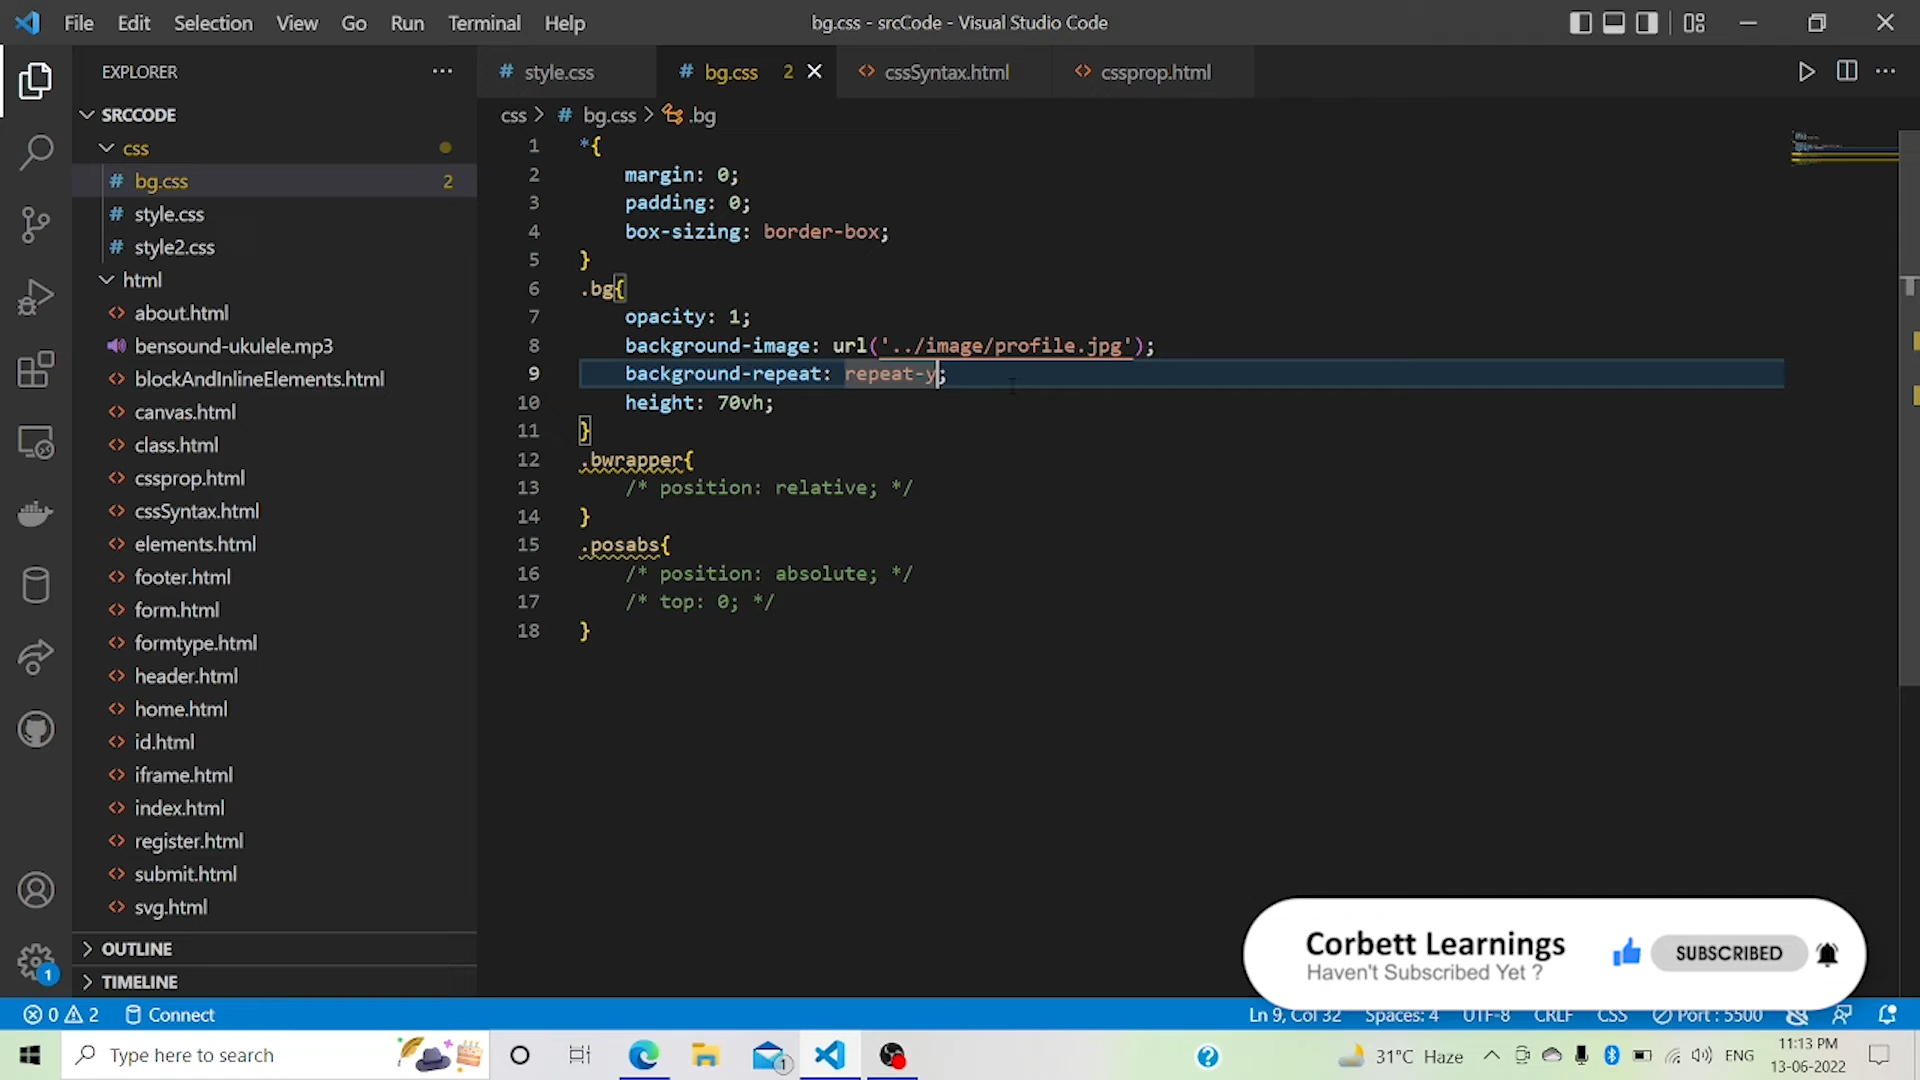 File Edit Selection View Go Run Terminal Help bg.css - srcCode - Visual Studio Code
EXPLORER
SRCCODE
css
# bg.css 2
# style.css
# style2.css
html
<> about.html
bensound-ukulele.mp3
<> blockAndInlineElements.html
<> canvas.html
<> class.html
<> cssprop.html
<> cssSyntax.html
<> elements.html
<> footer.html
<> form.html
<> formtype.html
<> header.html
<> home.html
<> id.html
<> iframe.html
<> index.html
<> register.html
<> submit.html
<> svg.html
OUTLINE
TIMELINE
1
# style.css # bg.css 2 <> cssSyntax.html <> cssprop.html
css > # bg.css > .bg
1 *{
2 margin: 0;
3 padding: 0;
4 box-sizing: border-box;
5 }
6 .bg{
7 opacity: 1;
8 background-image: url('../image/profile.jpg');
9 background-repeat: repeat-y;
10 height: 70vh;
11 }
12 .bwrapper{
13 /* position: relative; */
14 }
15 .posabs{
16 /* position: absolute; */
17 /* top: 0; */
18 }
Corbett Learnings
Haven't Subscribed Yet ?
SUBSCRIBED
0 2 Connect Ln 9, Col 32 Spaces: 4 UTF-8 CRLF CSS Port : 5500
Type here to search 1 31°C Haze ENG
11:13 PM
13-06-2022